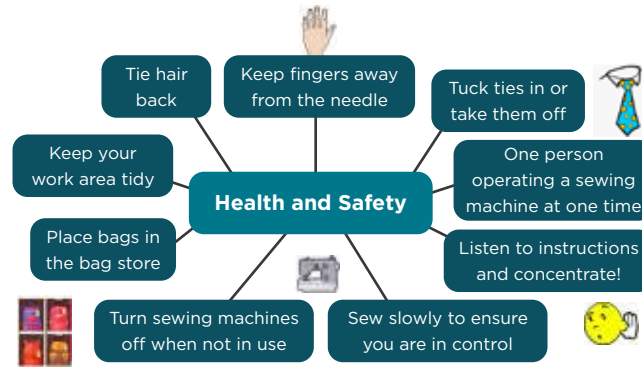 Tie hair
back
Keep fingers away
from the needle
Tuck ties in or
take them off
Keep your
work area tidy
One person
operating a sewing
machine at one time
Health and Safety
Place bags in
the bag store
Listen to instructions
and concentrate!
Turn sewing machines
off when not in use
Sew slowly to ensure
you are in control